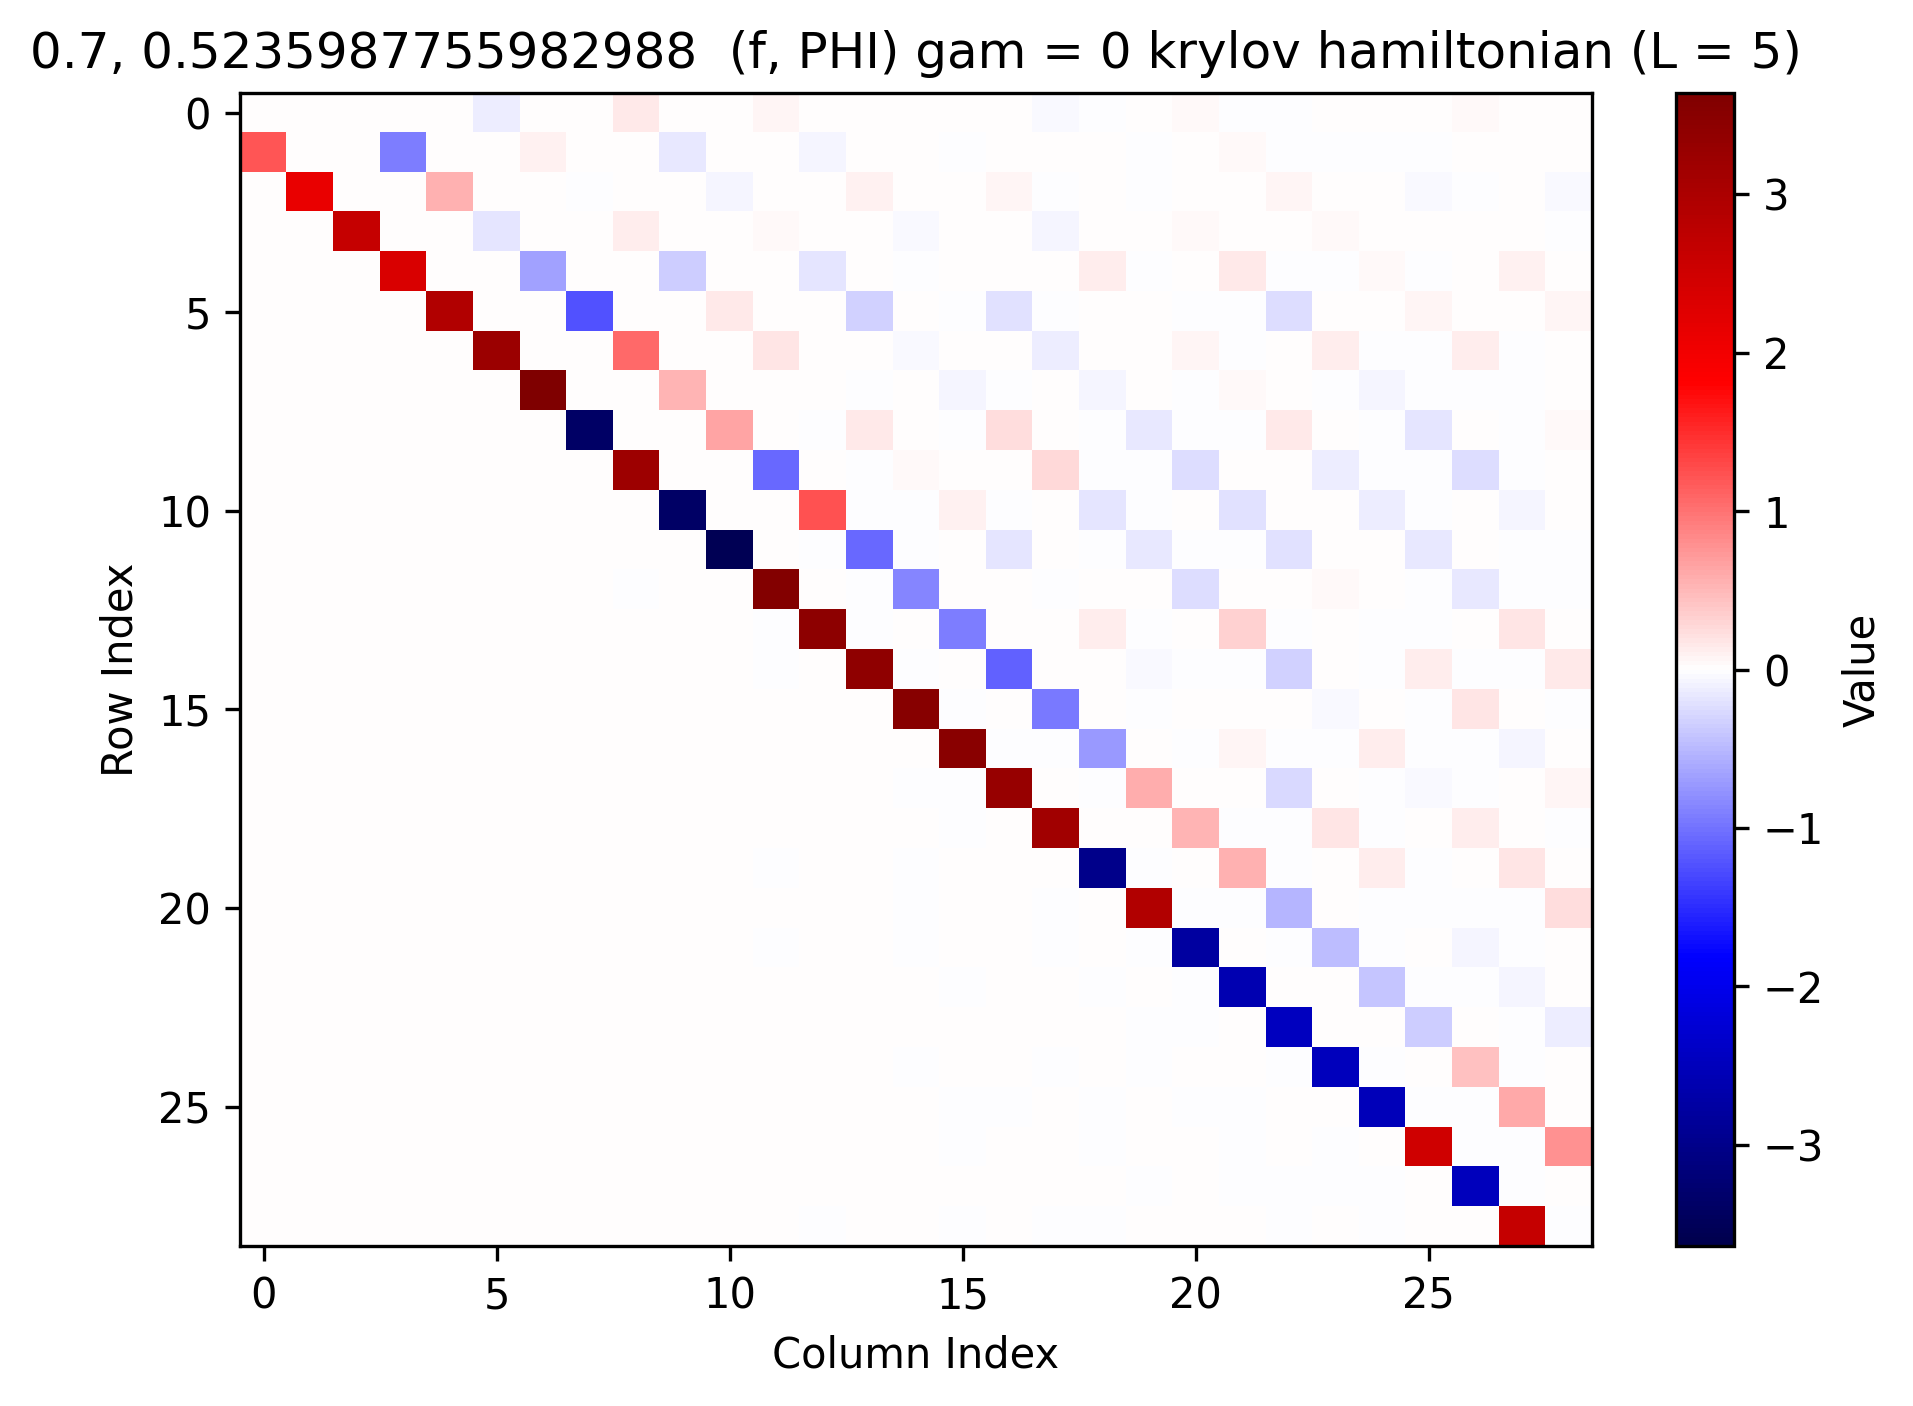 0.7, 0.5235987755982988  (f, PHI) gam = 0 krylov hamiltonian (L = 5)
0
5
10
15
20
25
Row Index
0 5 10 15 20 25
Column Index
3
2
1
0
−1
−2
−3
Value